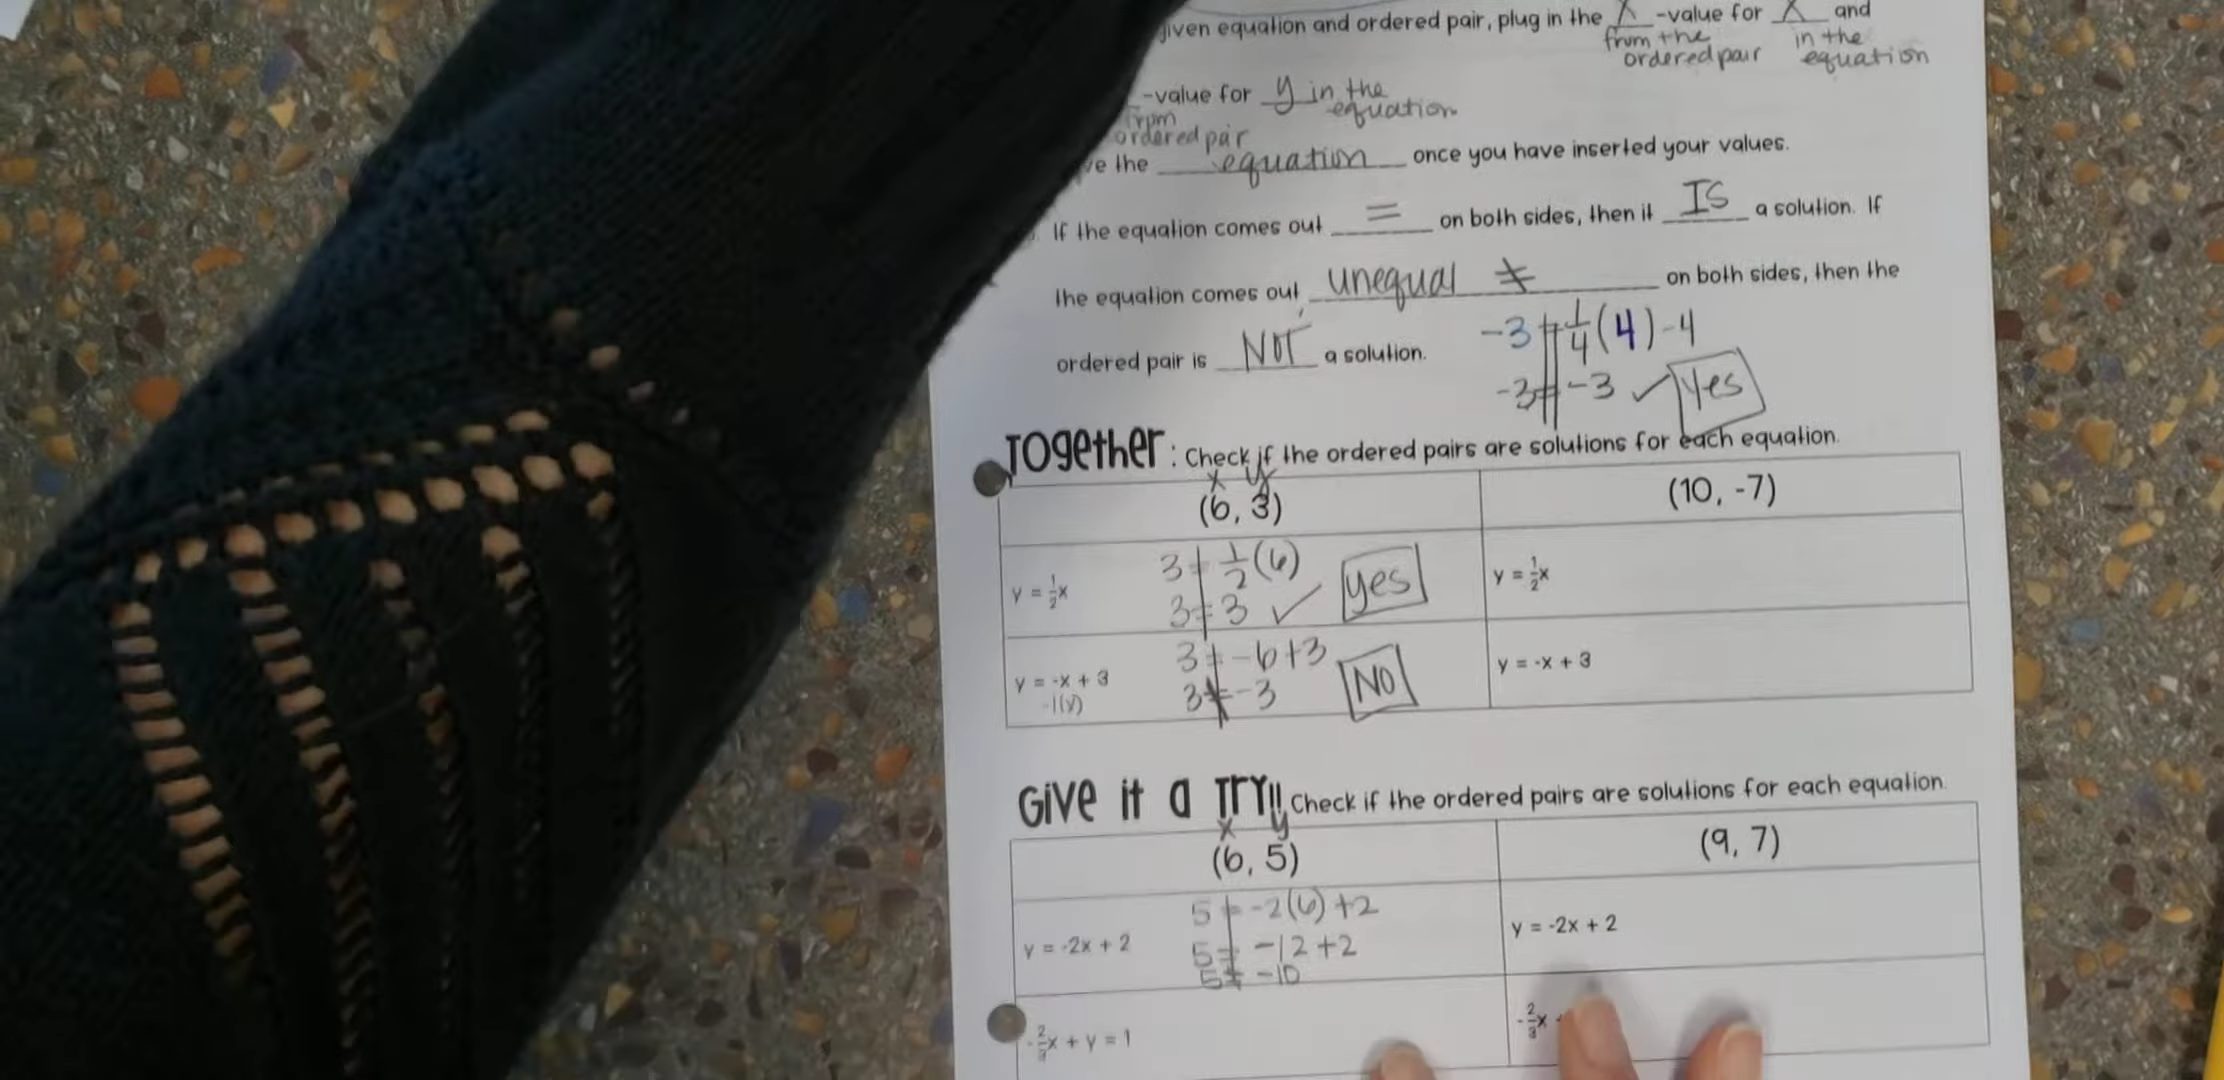 given equation and ordered pair, plug in the X -value for X and
from the in the
ordered pair equation
-value for y in the
equation
from
ordered pair
the equation once you have inserted your values.
If the equation comes out = on both sides, then it IS a solution. If
the equation comes out unequal ≠ on both sides, then the
ordered pair is NOT a solution.
-3 = 1/4 (4) - 4
-3 = -3 ✓ Yes
Together: Check if the ordered pairs are solutions for each equation.
x y
(6, 3) (10, -7)
3 = 1/2 (6)
y = 1/2 x 3 = 3 ✓ yes y = 1/2 x
3 = -6+3
y = -x + 3 3 ≠ -3 NO y = -x + 3
Give it a TRY!! Check if the ordered pairs are solutions for each equation.
x y
(6, 5) (9, 7)
5 = -2(6) +2
y = -2x + 2 5 = -12 +2 y = -2x + 2
5 ≠ -10
-2/3 x + y = 1 -2/3 x